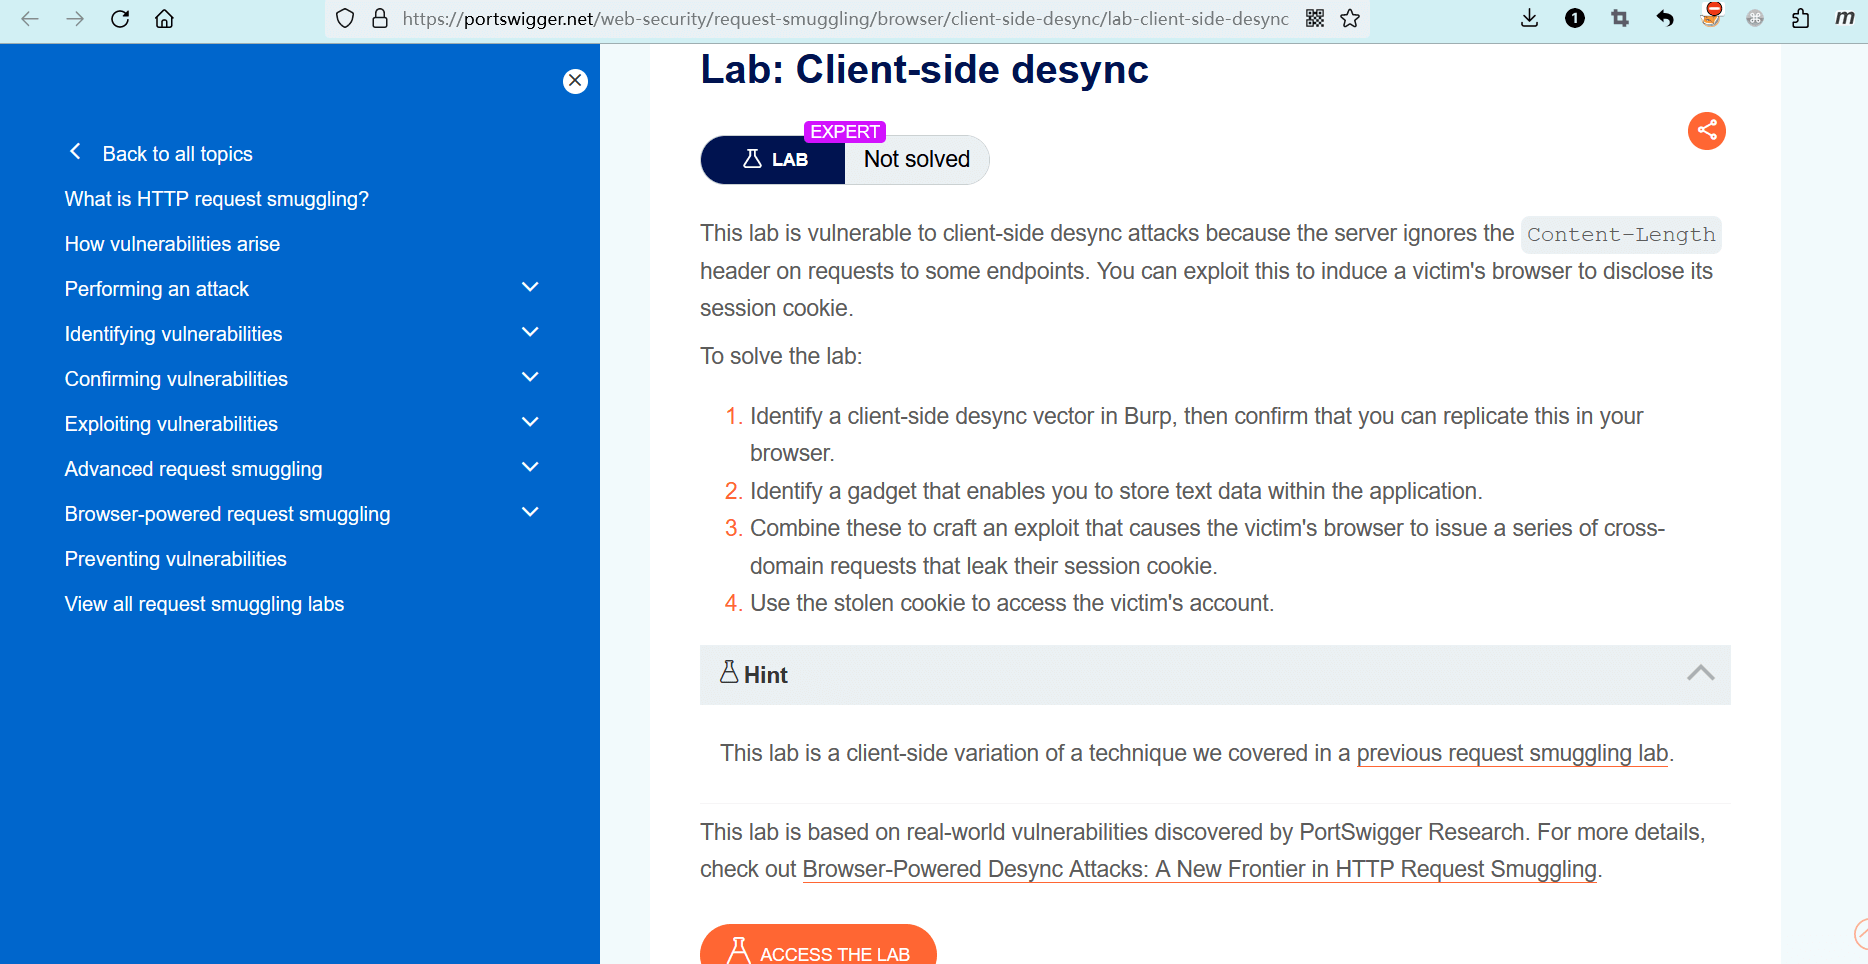 https://portswigger.net/web-security/request-smuggling/browser/client-side-desync/lab-client-side-desync
1
m
Back to all topics
What is HTTP request smuggling?
How vulnerabilities arise
Performing an attack
Identifying vulnerabilities
Confirming vulnerabilities
Exploiting vulnerabilities
Advanced request smuggling
Browser-powered request smuggling
Preventing vulnerabilities
View all request smuggling labs
Lab: Client-side desync
EXPERT
LAB Not solved
This lab is vulnerable to client-side desync attacks because the server ignores the Content-Length
header on requests to some endpoints. You can exploit this to induce a victim's browser to disclose its
session cookie.
To solve the lab:
1. Identify a client-side desync vector in Burp, then confirm that you can replicate this in your
browser.
2. Identify a gadget that enables you to store text data within the application.
3. Combine these to craft an exploit that causes the victim's browser to issue a series of cross-
domain requests that leak their session cookie.
4. Use the stolen cookie to access the victim's account.
Hint
This lab is a client-side variation of a technique we covered in a previous request smuggling lab.
This lab is based on real-world vulnerabilities discovered by PortSwigger Research. For more details,
check out Browser-Powered Desync Attacks: A New Frontier in HTTP Request Smuggling.
ACCESS THE LAB